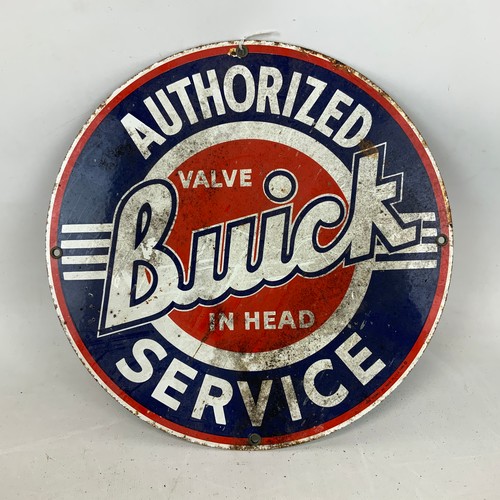 AUTHORIZED
VALVE
Buick
IN HEAD
SERVICE